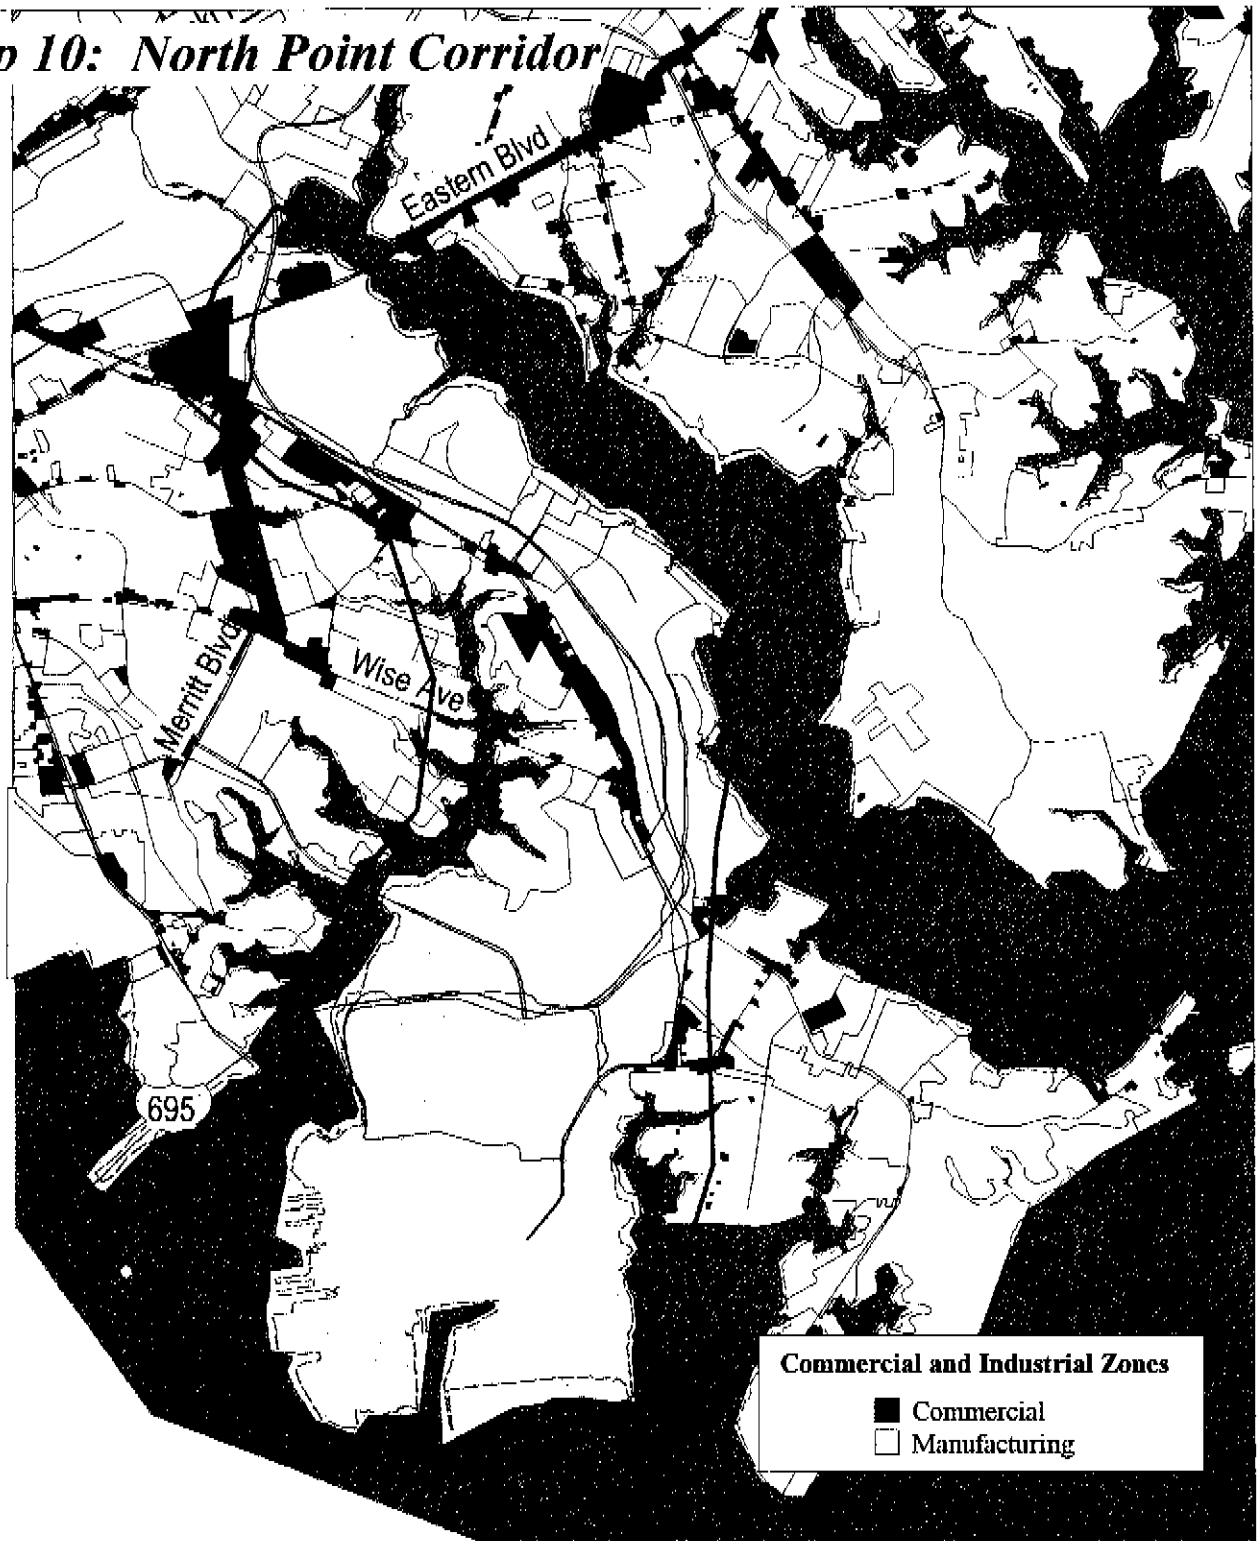 p 10: North Point Corridor
Eastern Blvd
Merritt Blvd
Wise Ave
695
Commercial and Industrial Zones
Commercial
Manufacturing